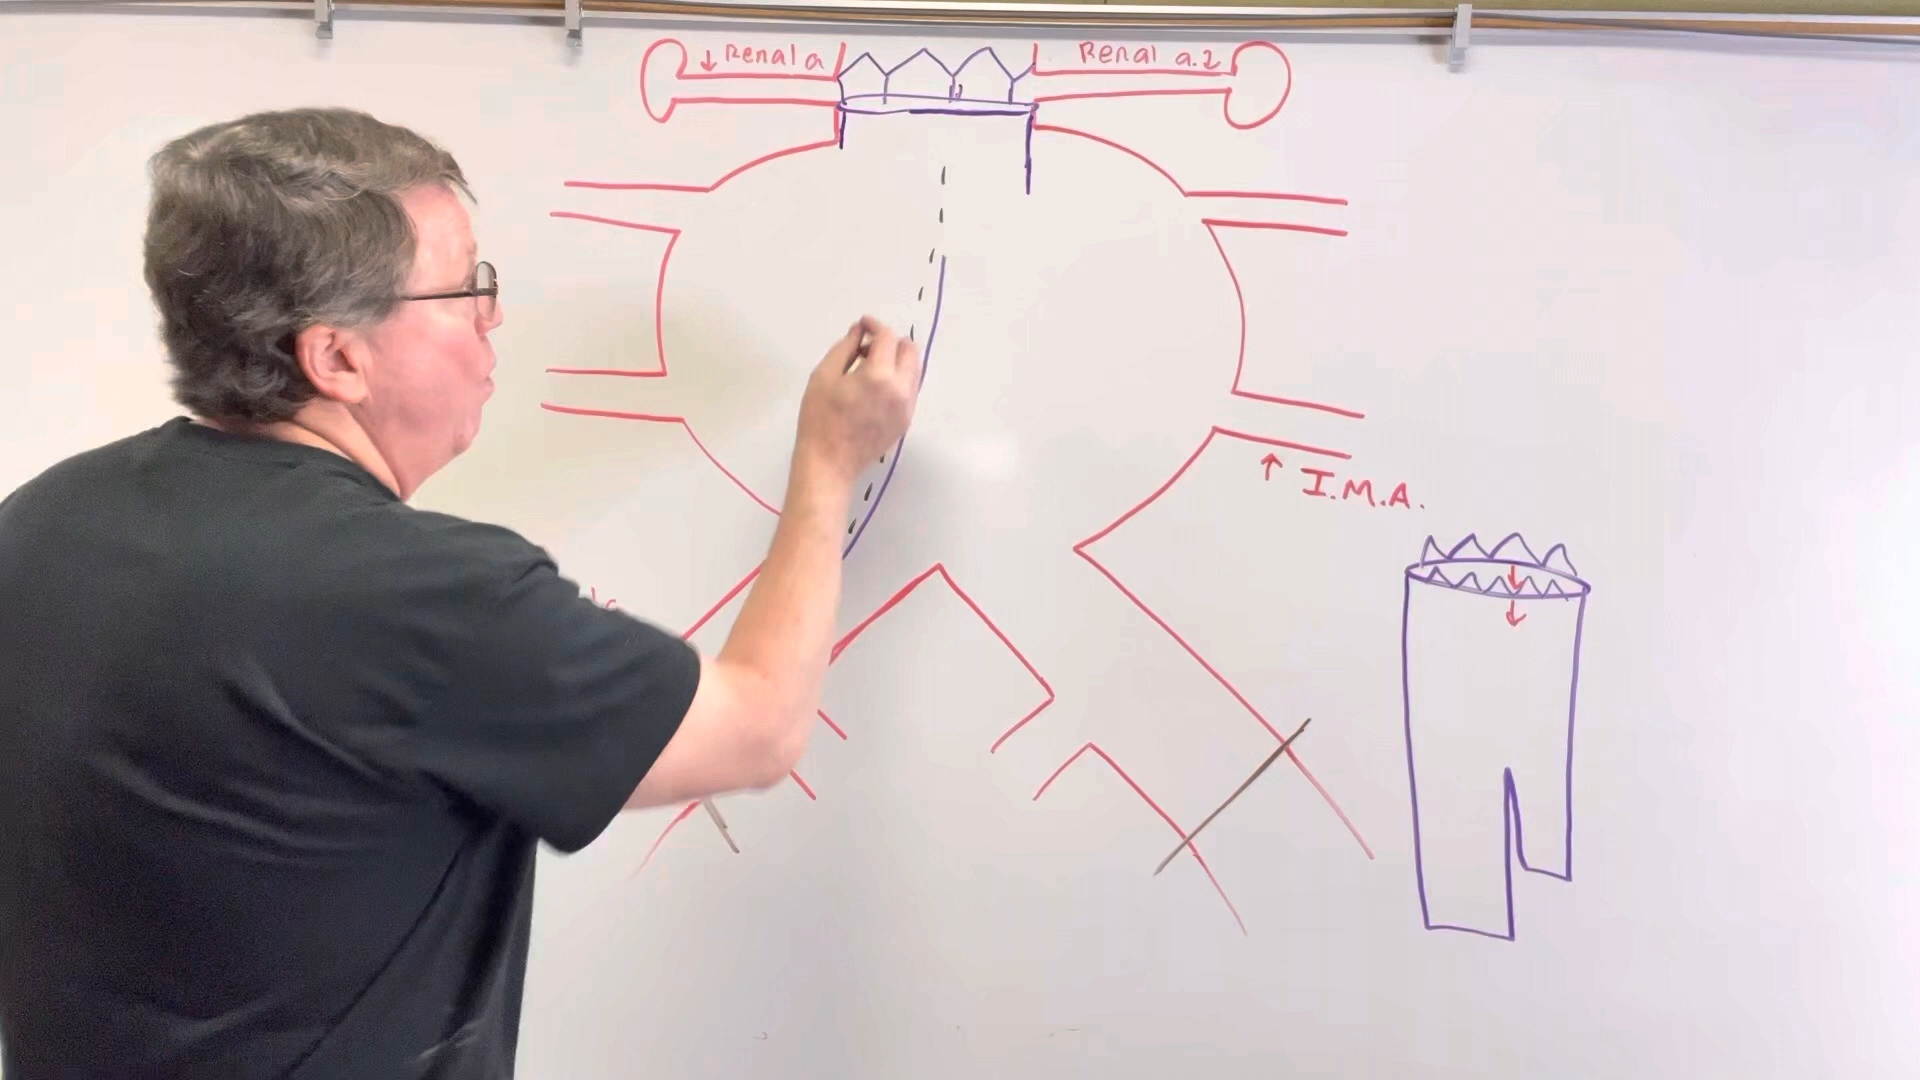 ↓ Renal a
Renal a.2
↑ I.M.A.